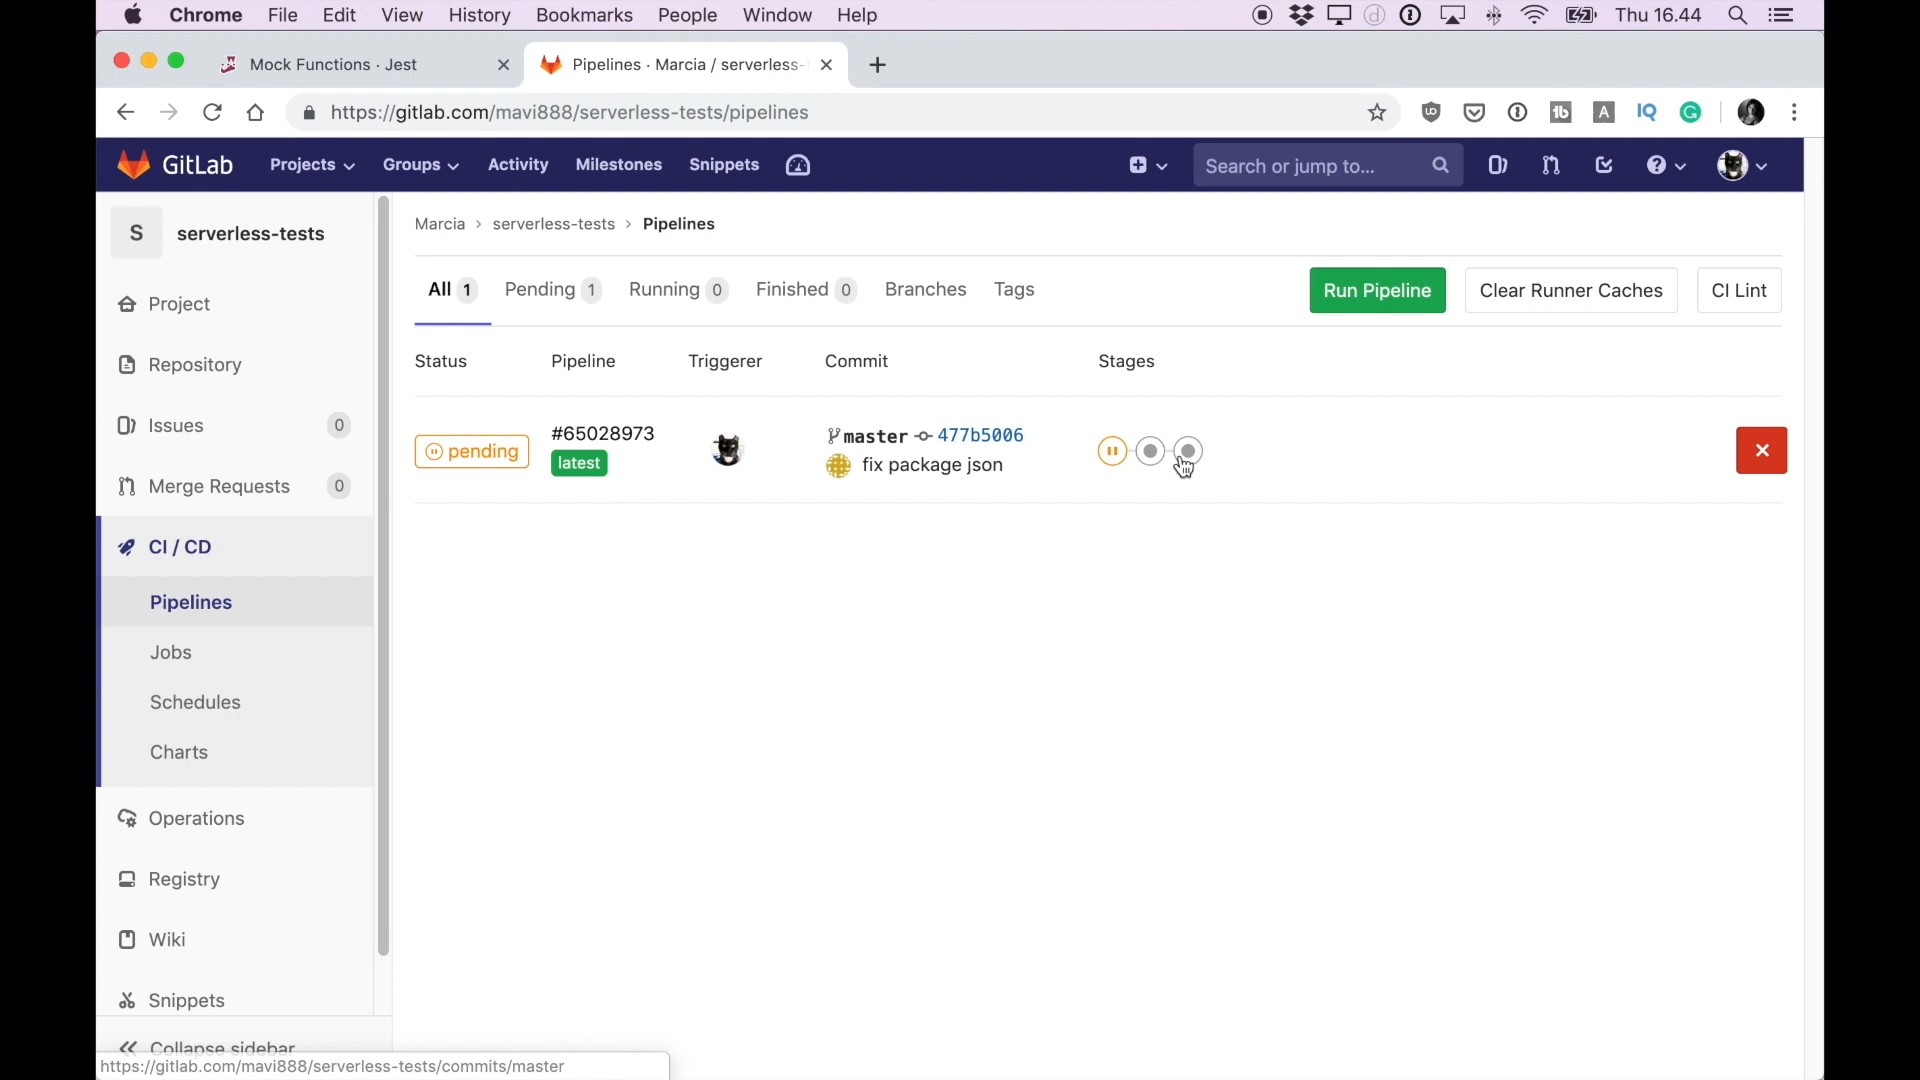 Chrome File Edit View History Bookmarks People Window Help Thu 16.44
Mock Functions · Jest
Pipelines · Marcia / serverless-
https://gitlab.com/mavi888/serverless-tests/pipelines
GitLab Projects Groups Activity Milestones Snippets Search or jump to...
S serverless-tests
Project
Repository
Issues 0
Merge Requests 0
CI / CD
Pipelines
Jobs
Schedules
Charts
Operations
Registry
Wiki
Snippets
Collapse sidebar
Marcia › serverless-tests › Pipelines
All 1 Pending 1 Running 0 Finished 0 Branches Tags Run Pipeline Clear Runner Caches CI Lint
Status Pipeline Triggerer Commit Stages
pending #65028973 master 477b5006
latest fix package json
https://gitlab.com/mavi888/serverless-tests/commits/master